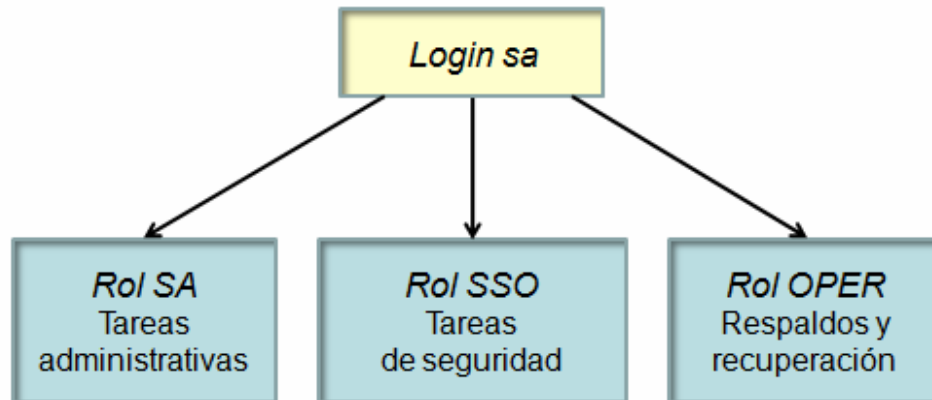 Login sa
Rol SA
Tareas
administrativas
Rol SSO
Tareas
de seguridad
Rol OPER
Respaldos y
recuperación